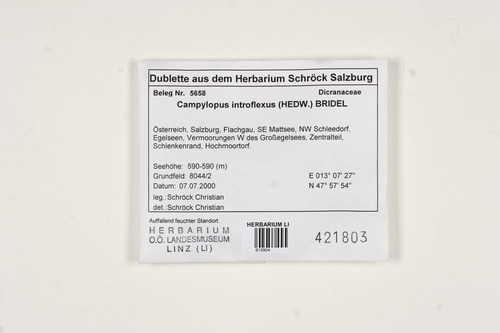 Dublette aus dem Herbarium Schröck Salzburg
Beleg Nr. 5658 Dicranaceae
Campylopus introflexus (HEDW.) BRIDEL
Österreich, Salzburg, Flachgau, SE Mattsee, NW Schleedorf,
Egelseen, Vermoorungen W des Großegelsees, Zentralteil,
Schlenkenrand, Hochmoortorf.
Seehöhe: 590-590 (m)
Grundfeld: 8044/2 E 013° 07' 27''
Datum: 07.07.2000 N 47° 57' 54''
leg.: Schröck Christian
det.: Schröck Christian
Auffallend feuchter Standort.
HERBARIUM
O.Ö. LANDESMUSEUM
LINZ (LI)
HERBARIUM LI
913904
421803